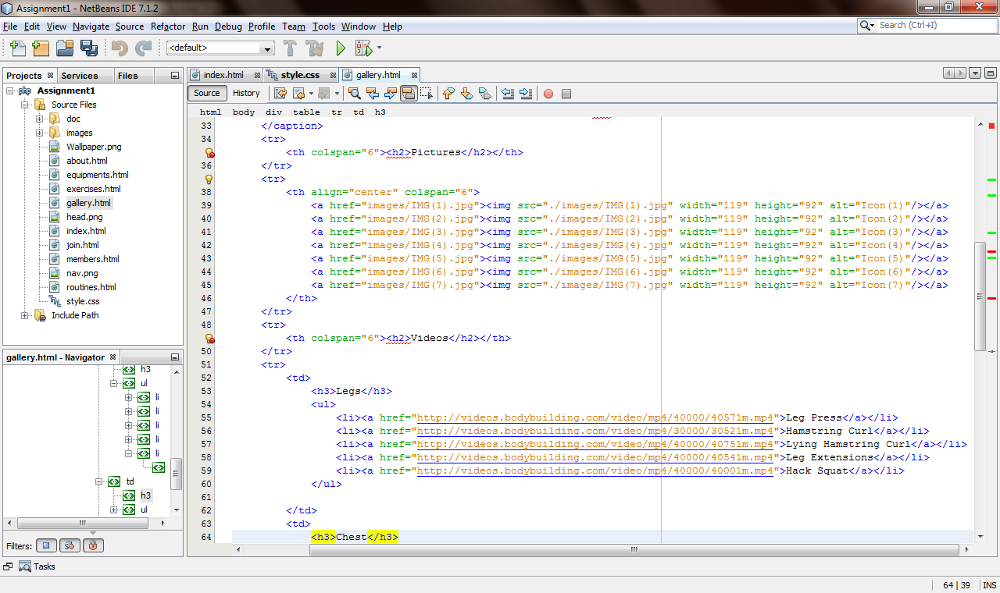 Assignment1 - NetBeans IDE 7.1.2
File Edit View Navigate Source Refactor Run Debug Profile Team Tools Window Help
Search (Ctrl+I)
<default>
Projects Services Files
Assignment1
Source Files
doc
images
Wallpaper.png
about.html
equipments.html
exercises.html
gallery.html
head.png
index.html
join.html
members.html
nav.png
routines.html
style.css
Include Path
gallery.html - Navigator
h3
ul
li
li
li
li
li
td
h3
ul
Filters:
Tasks
index.html style.css gallery.html
Source History
html body div table tr td h3
33 </caption>
34 <tr>
<th colspan="6"><h2>Pictures</h2></th>
36 </tr>
<tr>
38 <th align="center" colspan="6">
39 <a href="images/IMG(1).jpg"><img src="./images/IMG(1).jpg" width="119" height="92" alt="Icon(1)"/></a>
40 <a href="images/IMG(2).jpg"><img src="./images/IMG(2).jpg" width="119" height="92" alt="Icon(2)"/></a>
41 <a href="images/IMG(3).jpg"><img src="./images/IMG(3).jpg" width="119" height="92" alt="Icon(3)"/></a>
42 <a href="images/IMG(4).jpg"><img src="./images/IMG(4).jpg" width="119" height="92" alt="Icon(4)"/></a>
43 <a href="images/IMG(5).jpg"><img src="./images/IMG(5).jpg" width="119" height="92" alt="Icon(5)"/></a>
44 <a href="images/IMG(6).jpg"><img src="./images/IMG(6).jpg" width="119" height="92" alt="Icon(6)"/></a>
45 <a href="images/IMG(7).jpg"><img src="./images/IMG(7).jpg" width="119" height="92" alt="Icon(7)"/></a>
46 </th>
47 </tr>
48 <tr>
<th colspan="6"><h2>Videos</h2></th>
50 </tr>
51 <tr>
52 <td>
53 <h3>Legs</h3>
54 <ul>
55 <li><a href="http://videos.bodybuilding.com/video/mp4/40000/40571m.mp4">Leg Press</a></li>
56 <li><a href="http://videos.bodybuilding.com/video/mp4/30000/30521m.mp4">Hamstring Curl</a></li>
57 <li><a href="http://videos.bodybuilding.com/video/mp4/40000/40751m.mp4">Lying Hamstring Curl</a></li>
58 <li><a href="http://videos.bodybuilding.com/video/mp4/40000/40541m.mp4">Leg Extensions</a></li>
59 <li><a href="http://videos.bodybuilding.com/video/mp4/40000/40001m.mp4">Hack Squat</a></li>
60 </ul>
61
62 </td>
63 <td>
64 <h3>Chest</h3>
64 | 39 INS